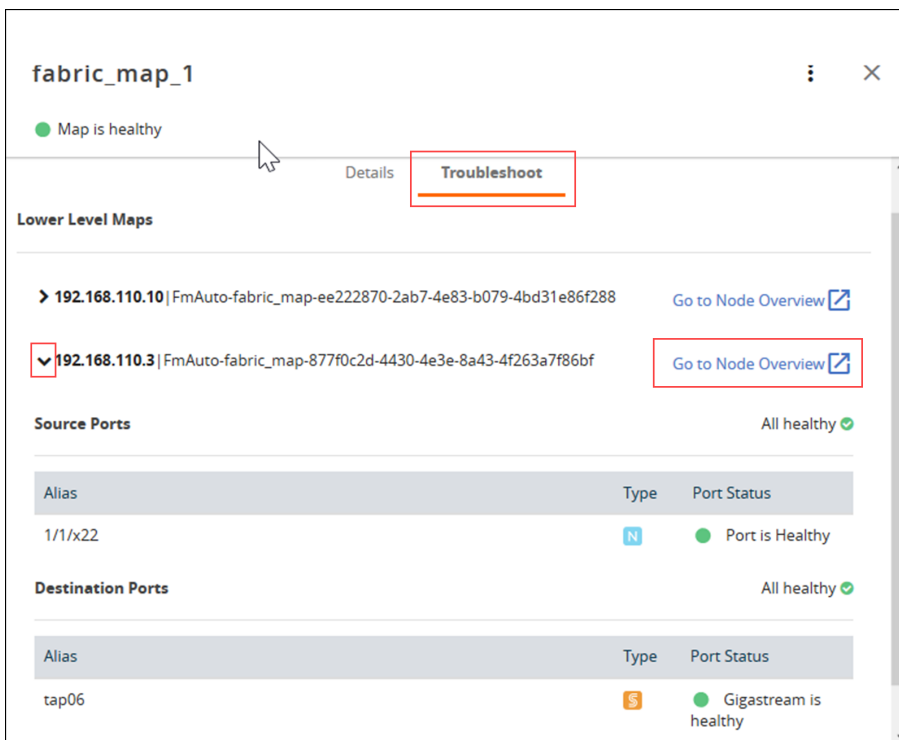 fabric_map_1
Map is healthy
Details Troubleshoot
Lower Level Maps
192.168.110.10|FmAuto-fabric_map-ee222870-2ab7-4e83-b079-4bd31e86f288 Go to Node Overview
192.168.110.3|FmAuto-fabric_map-877f0c2d-4430-4e3e-8a43-4f263a7f86bf Go to Node Overview
Source Ports All healthy
Alias Type Port Status
1/1/x22 N Port is Healthy
Destination Ports All healthy
Alias Type Port Status
tap06 S Gigastream is
healthy